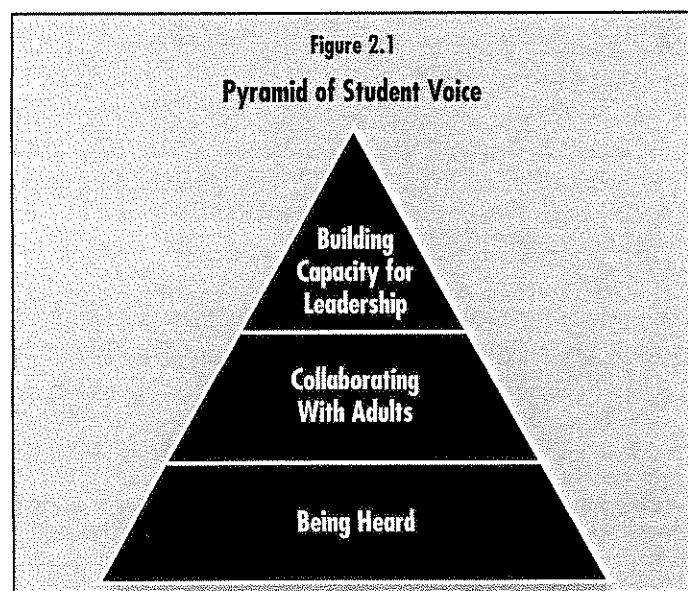 Figure 2.1
Pyramid of Student Voice
Building
Capacity for
Leadership
Collaborating
With Adults
Being Heard